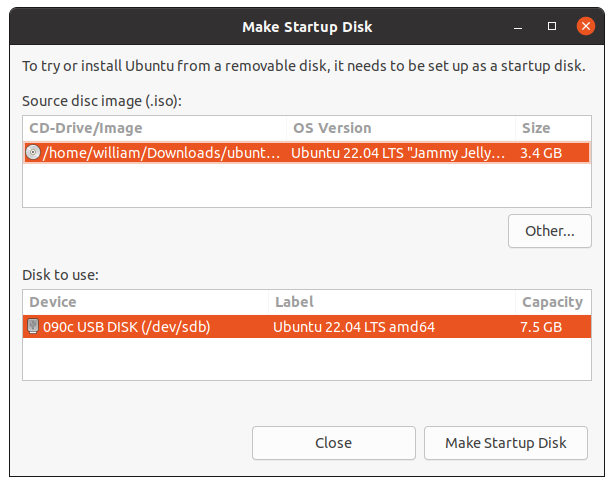 Make Startup Disk
To try or install Ubuntu from a removable disk, it needs to be set up as a startup disk.
Source disc image (.iso):
CD-Drive/Image OS Version Size
/home/william/Downloads/ubunt... Ubuntu 22.04 LTS "Jammy Jelly... 3.4 GB
Other...
Disk to use:
Device Label Capacity
090c USB DISK (/dev/sdb) Ubuntu 22.04 LTS amd64 7.5 GB
Close Make Startup Disk